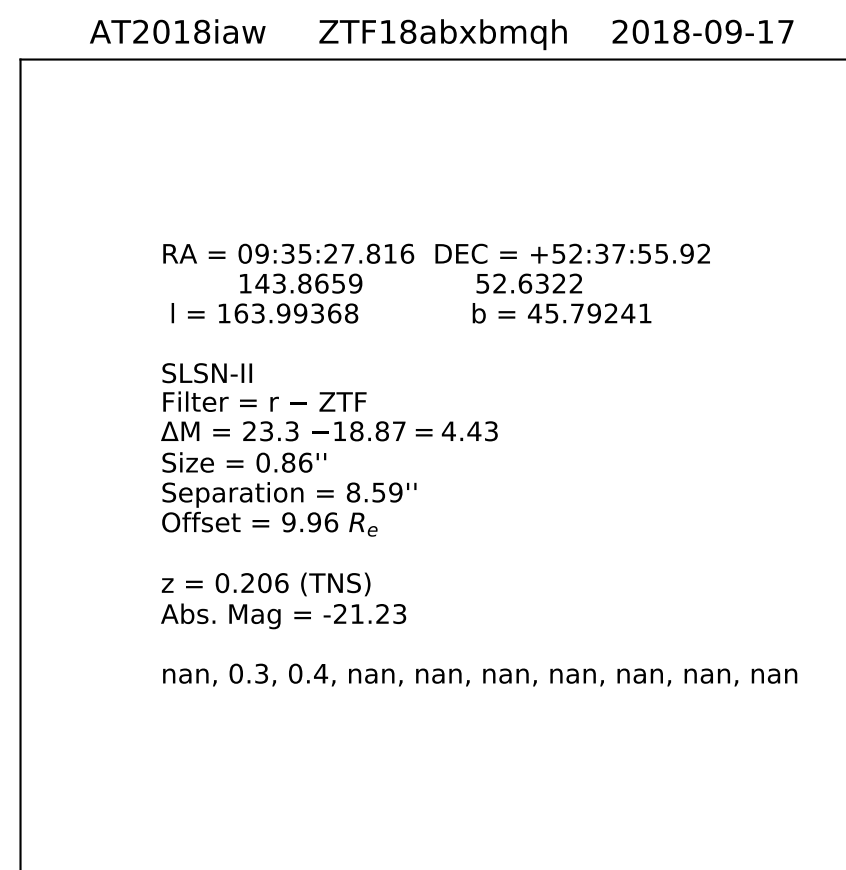 AT2018iaw ZTF18abxbmqh 2018-09-17
RA = 09:35:27.816 DEC = +52:37:55.92
143.8659 52.6322
l = 163.99368 b = 45.79241
SLSN-II
Filter = r − ZTF
ΔM = 23.3 −18.87 = 4.43
Size = 0.86''
Separation = 8.59''
Offset = 9.96 Rₑ
z = 0.206 (TNS)
Abs. Mag = -21.23
nan, 0.3, 0.4, nan, nan, nan, nan, nan, nan, nan